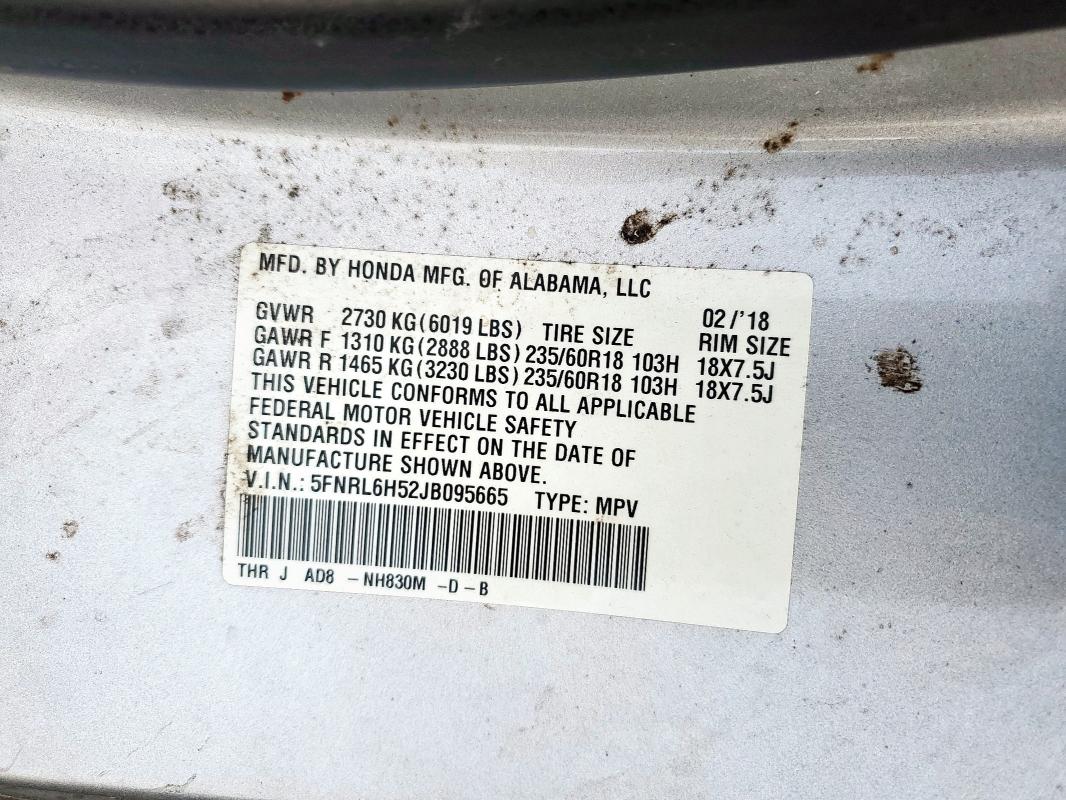 MFD. BY HONDA MFG. OF ALABAMA, LLC
02/'18
GVWR 2730 KG(6019 LBS) TIRE SIZE RIM SIZE
GAWR F 1310 KG(2888 LBS) 235/60R18 103H 18X7.5J
GAWR R 1465 KG(3230 LBS) 235/60R18 103H 18X7.5J
THIS VEHICLE CONFORMS TO ALL APPLICABLE
FEDERAL MOTOR VEHICLE SAFETY
STANDARDS IN EFFECT ON THE DATE OF
MANUFACTURE SHOWN ABOVE.
V.I.N.: 5FNRL6H52JB095665 TYPE: MPV
THR J AD8 -NH830M -D-B